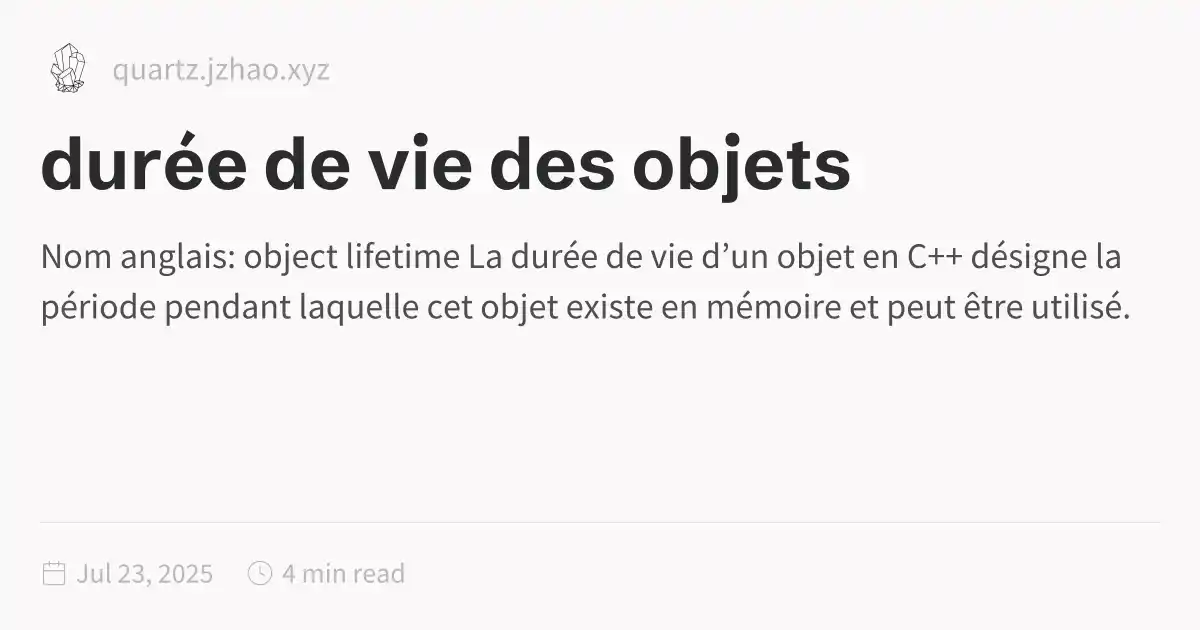 quartz.jzhao.xyz
durée de vie des objets
Nom anglais: object lifetime La durée de vie d’un objet en C++ désigne la
période pendant laquelle cet objet existe en mémoire et peut être utilisé.
Jul 23, 2025 4 min read